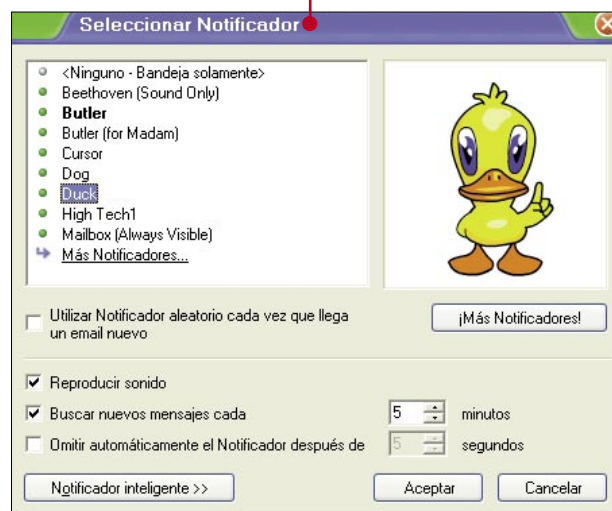 Seleccionar Notificador
<Ninguno - Bandeja solamente>
Beethoven (Sound Only)
Butler
Butler (for Madam)
Cursor
Dog
Duck
High Tech1
Mailbox (Always Visible)
Más Notificadores...
Utilizar Notificador aleatorio cada vez que llega
un email nuevo
¡Más Notificadores!
Reproducir sonido
Buscar nuevos mensajes cada 5 minutos
Omitir automáticamente el Notificador después de 5 segundos
Notificador inteligente >>
Aceptar
Cancelar